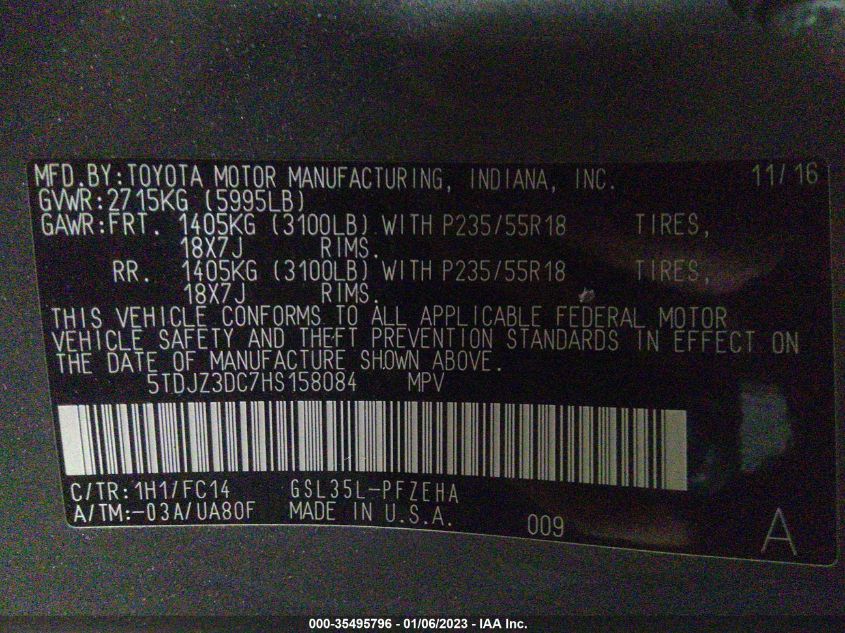 MFD.BY:TOYOTA MOTOR MANUFACTURING, INDIANA, INC. 11/16
GVWR:2715KG (5995LB)
GAWR:FRT. 1405KG (3100LB) WITH P235/55R18 TIRES,
18X7J RIMS.
RR. 1405KG (3100LB) WITH P235/55R18 TIRES,
18X7J RIMS.
THIS VEHICLE CONFORMS TO ALL APPLICABLE FEDERAL MOTOR
VEHICLE SAFETY AND THEFT PREVENTION STANDARDS IN EFFECT ON
THE DATE OF MANUFACTURE SHOWN ABOVE.
5TDJZ3DC7HS158084 MPV
C/TR:1H1/FC14 GSL35L-PFZEHA
A/TM:-03A/UA80F MADE IN U.S.A. 009 A
000-35495796 - 01/06/2023 - IAA Inc.